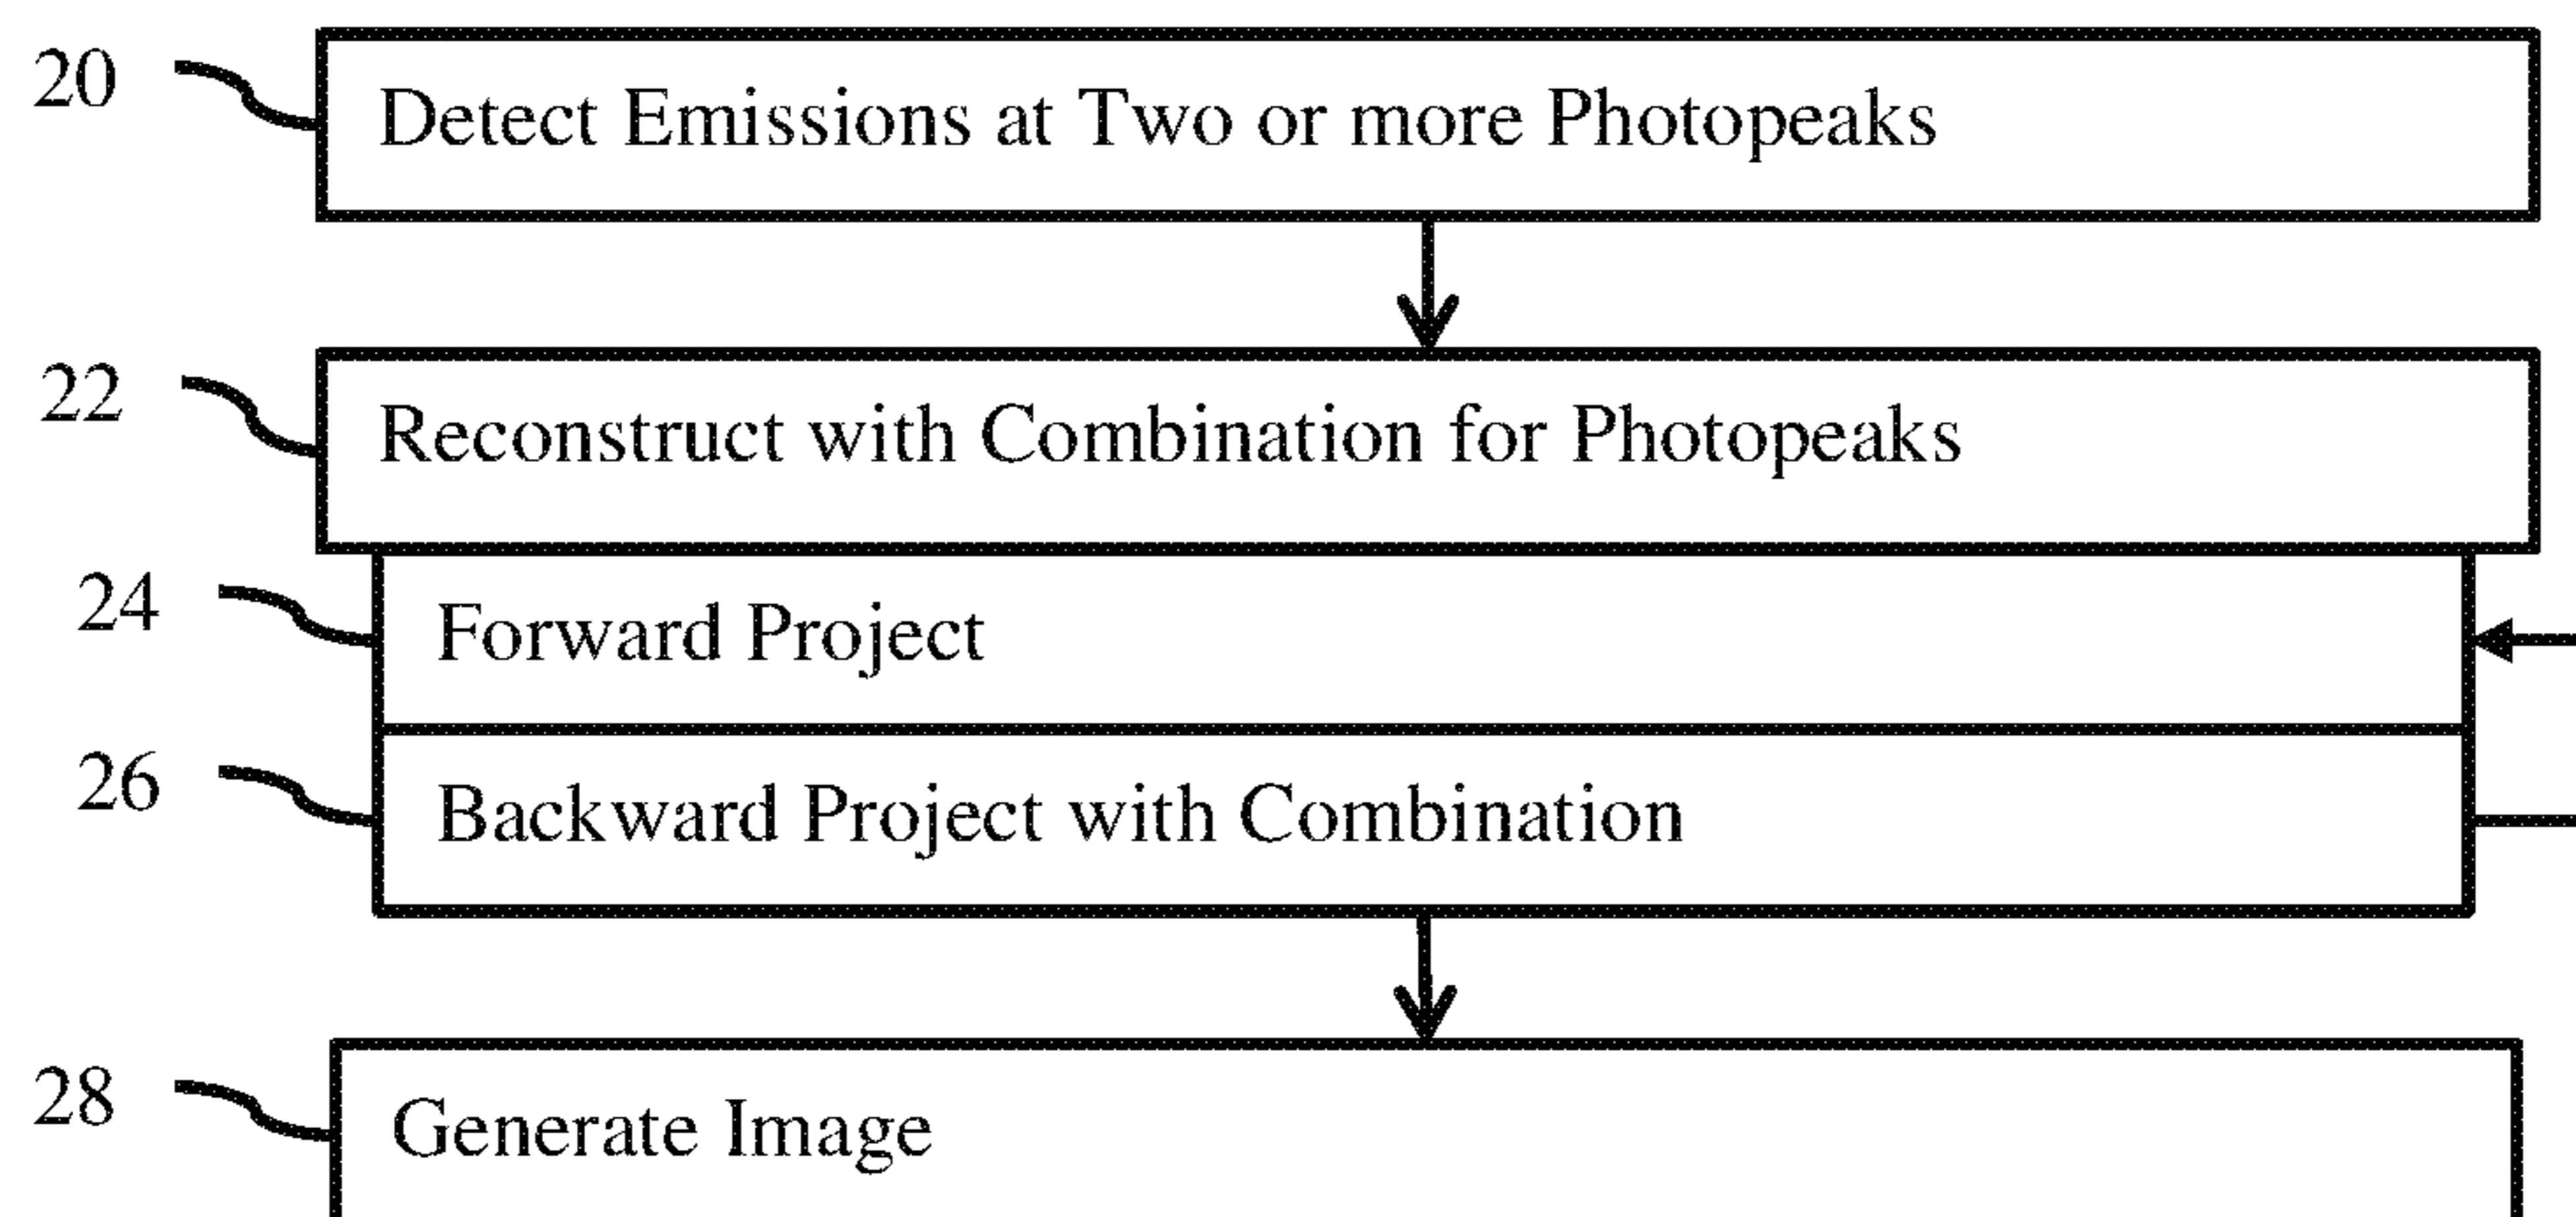 20 Detect Emissions at Two or more Photopeaks
22 Reconstruct with Combination for Photopeaks
24 Forward Project
26 Backward Project with Combination
28 Generate Image